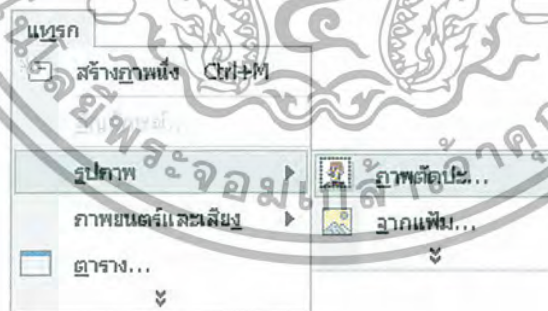 แทรก
สร้างภาพนิ่ง Ctrl+M
รูปภาพ
ภาพตัดปะ...
ภาพยนตร์และเสียง
จากแฟ้ม...
ตาราง...